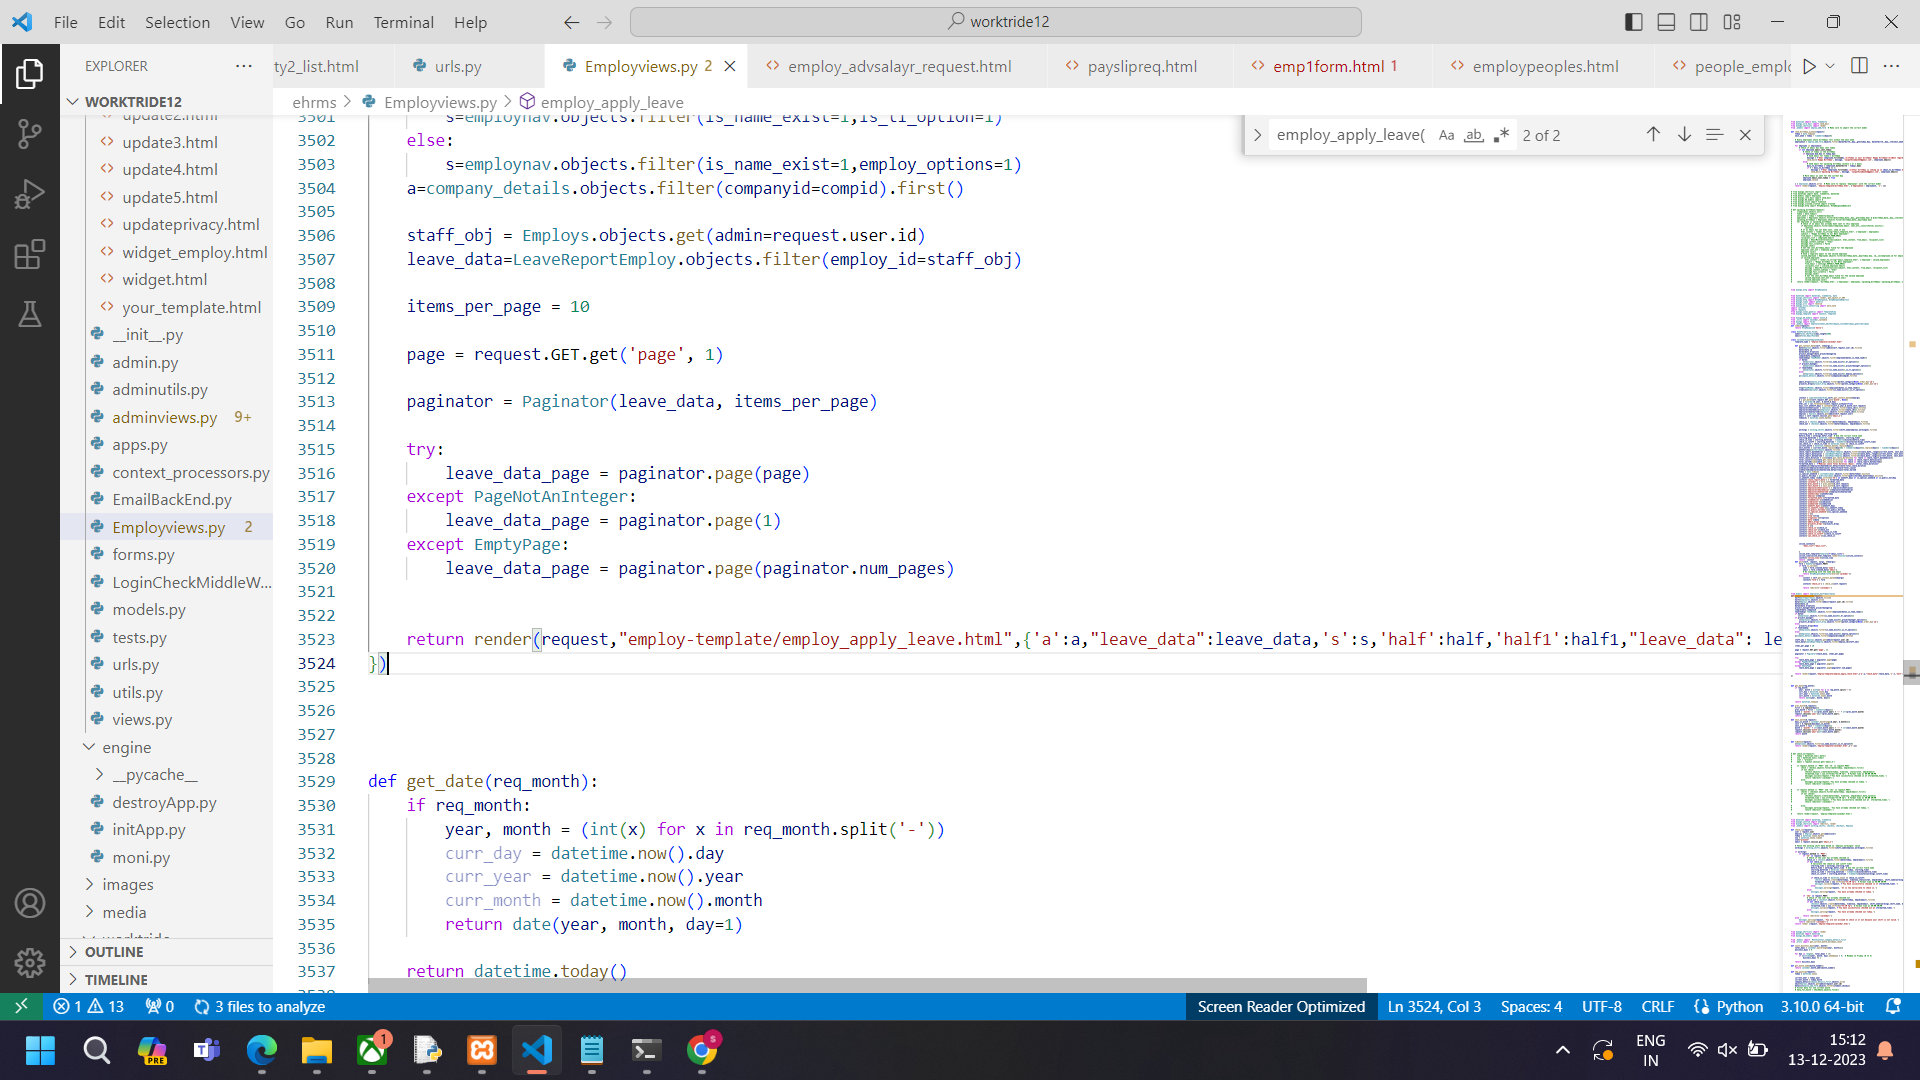 File Edit Selection View Go Run Terminal Help
worktride12
EXPLORER
ty2_list.html
urls.py
Employviews.py 2
employ_advsalayr_request.html
payslipreq.html
emp1form.html 1
employpeoples.html
people_emplo
WORKTRIDE12
ehrms > Employviews.py > employ_apply_leave
employ_apply_leave( Aa ab 2 of 2
update2.html
update3.html
update4.html
update5.html
updateprivacy.html
widget_employ.html
widget.html
your_template.html
__init__.py
admin.py
adminutils.py
adminviews.py 9+
apps.py
context_processors.py
EmailBackEnd.py
Employviews.py 2
forms.py
LoginCheckMiddleW...
models.py
tests.py
urls.py
utils.py
views.py
engine
__pycache__
destroyApp.py
initApp.py
moni.py
images
media
worktride
OUTLINE
TIMELINE
3501 s=employnav.objects.filter(is_name_exist=1,is_tl_option=1)
3502 else:
3503 s=employnav.objects.filter(is_name_exist=1,employ_options=1)
3504 a=company_details.objects.filter(companyid=compid).first()
3505
3506 staff_obj = Employs.objects.get(admin=request.user.id)
3507 leave_data=LeaveReportEmploy.objects.filter(employ_id=staff_obj)
3508
3509 items_per_page = 10
3510
3511 page = request.GET.get('page', 1)
3512
3513 paginator = Paginator(leave_data, items_per_page)
3514
3515 try:
3516 leave_data_page = paginator.page(page)
3517 except PageNotAnInteger:
3518 leave_data_page = paginator.page(1)
3519 except EmptyPage:
3520 leave_data_page = paginator.page(paginator.num_pages)
3521
3522
3523 return render(request,"employ-template/employ_apply_leave.html",{'a':a,"leave_data":leave_data,'s':s,'half':half,'half1':half1,"leave_data": le
3524 })
3525
3526
3527
3528
3529 def get_date(req_month):
3530 if req_month:
3531 year, month = (int(x) for x in req_month.split('-'))
3532 curr_day = datetime.now().day
3533 curr_year = datetime.now().year
3534 curr_month = datetime.now().month
3535 return date(year, month, day=1)
3536
3537 return datetime.today()
3538
1 13 0 3 files to analyze
Screen Reader Optimized Ln 3524, Col 3 Spaces: 4 UTF-8 CRLF Python 3.10.0 64-bit
PRE
1
s
ENG
IN
15:12
13-12-2023